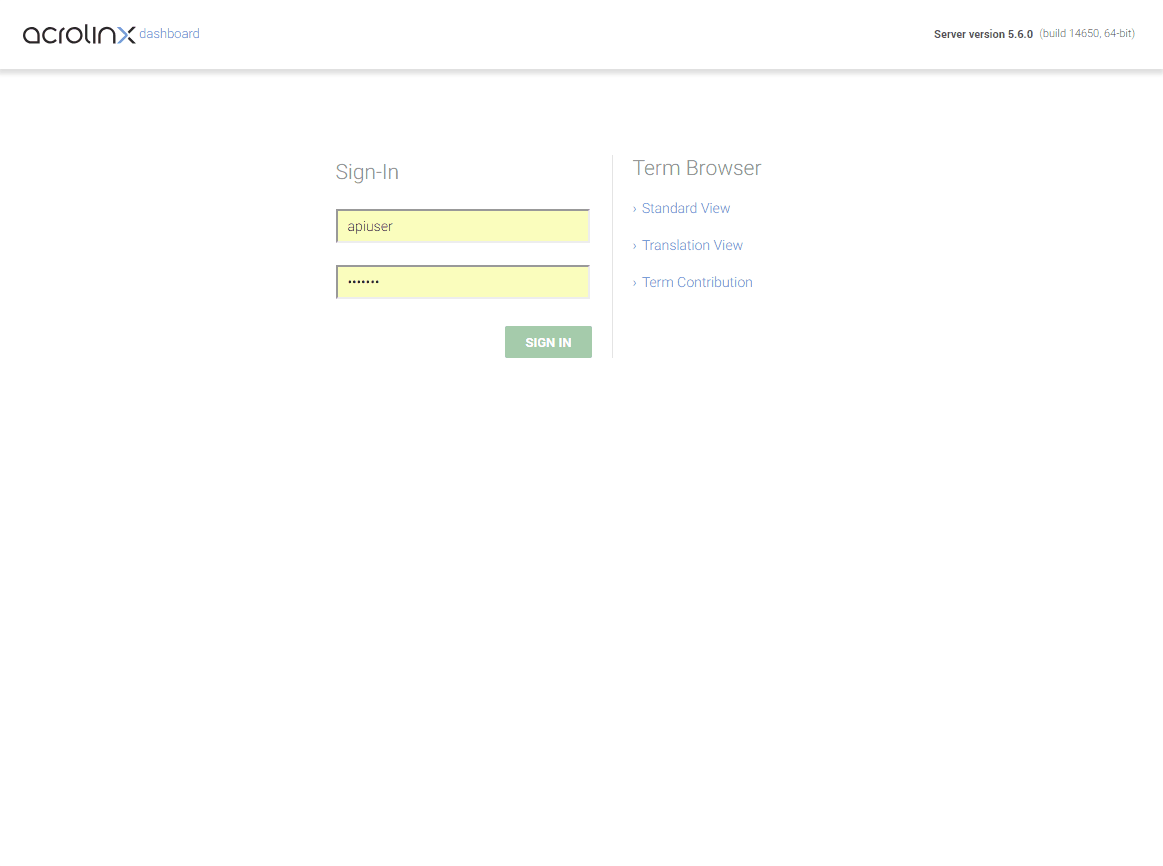 acrolinx dashboard
Server version 5.6.0 (build 14650, 64-bit)
Sign-In
apiuser
•••••••
SIGN IN
Term Browser
› Standard View
› Translation View
› Term Contribution